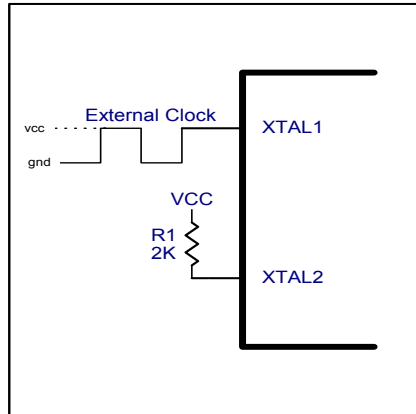 External Clock
vcc
XTAL1
gnd
VCC
R1
2K
XTAL2